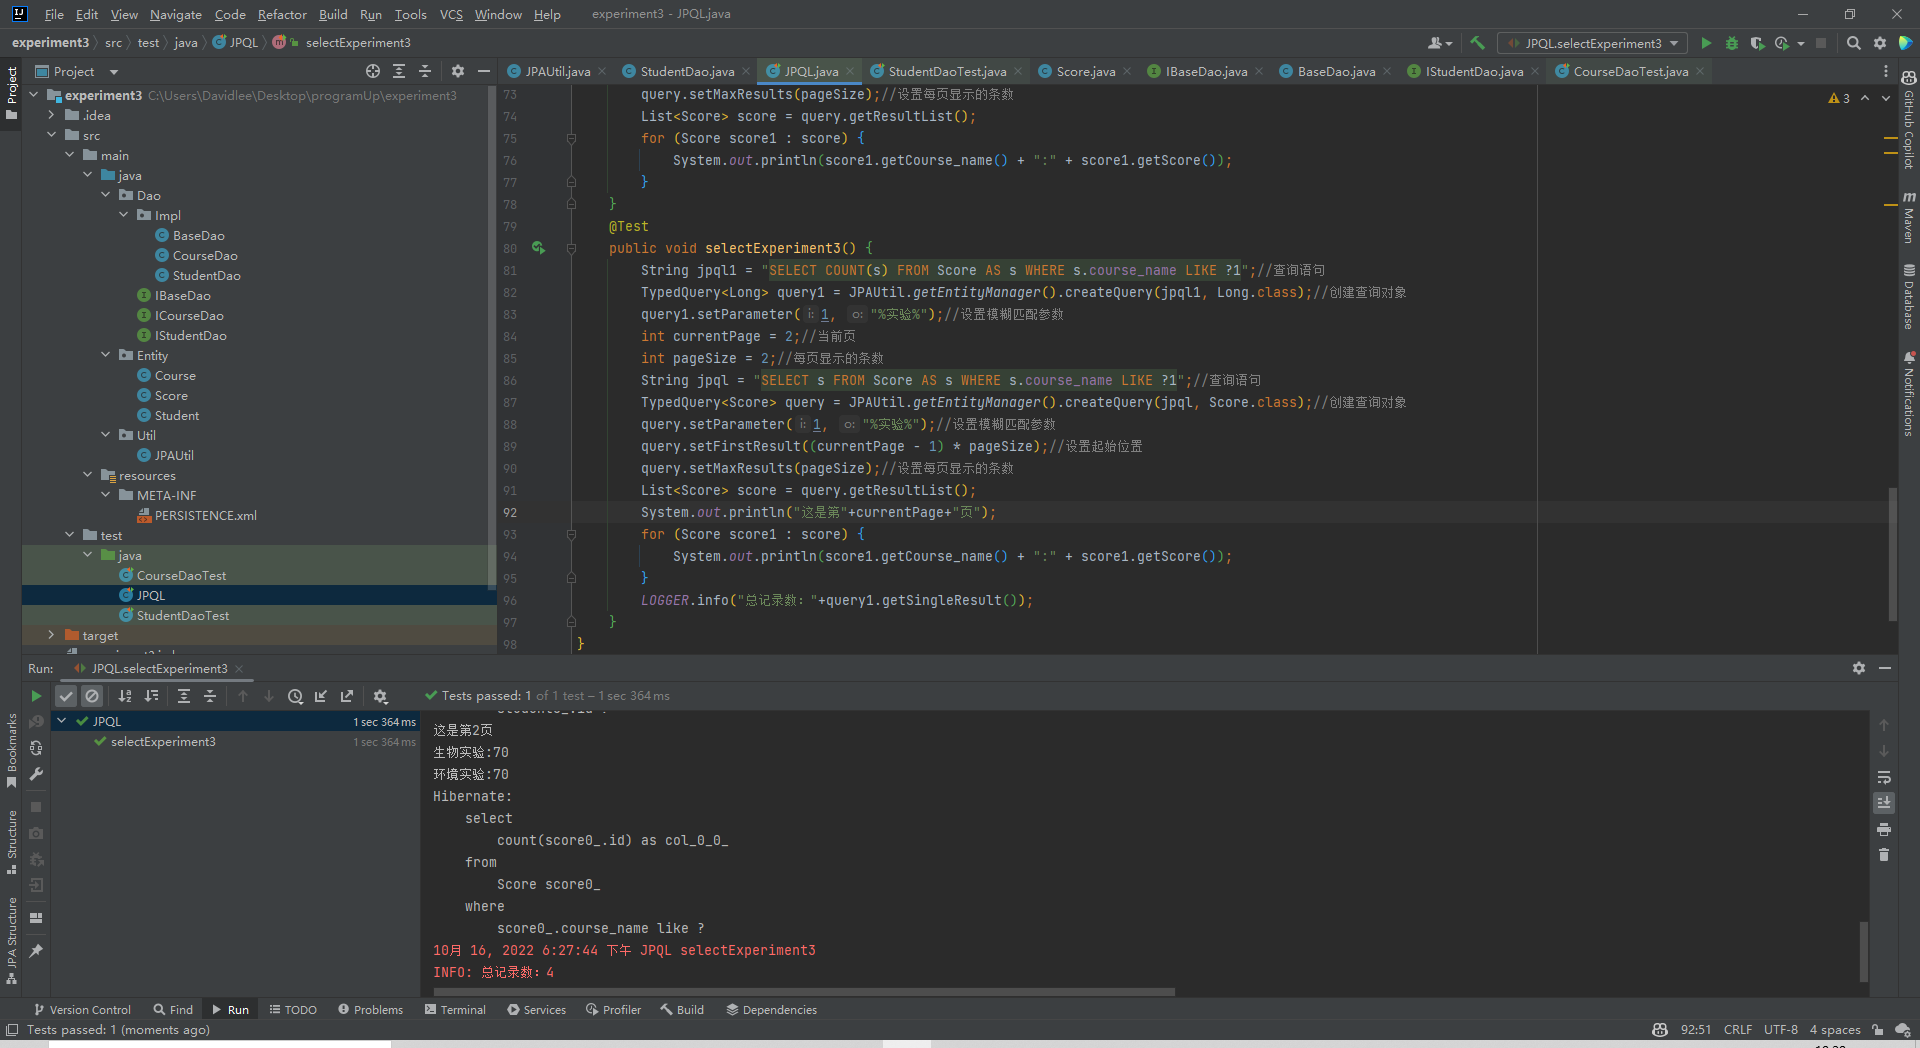 File Edit View Navigate Code Refactor Build Run Tools VCS Window Help experiment3 - JPQL.java
experiment3 src test java JPQL selectExperiment3 JPQL.selectExperiment3
Project JPAUtil.java StudentDao.java JPQL.java StudentDaoTest.java Score.java IBaseDao.java BaseDao.java IStudentDao.java CourseDaoTest.java
Project
experiment3 C:\Users\Davidlee\Desktop\programUp\experiment3
.idea
src
main
java
Dao
Impl
BaseDao
CourseDao
StudentDao
IBaseDao
ICourseDao
IStudentDao
Entity
Course
Score
Student
Util
JPAUtil
resources
META-INF
PERSISTENCE.xml
test
java
CourseDaoTest
JPQL
StudentDaoTest
target
3
73 query.setMaxResults(pageSize);//设置每页显示的条数
74 List<Score> score = query.getResultList();
75 for (Score score1 : score) {
76 System.out.println(score1.getCourse_name() + ":" + score1.getScore());
77 }
78 }
79 @Test
80 public void selectExperiment3() {
81 String jpql1 = "SELECT COUNT(s) FROM Score AS s WHERE s.course_name LIKE ?1";//查询语句
82 TypedQuery<Long> query1 = JPAUtil.getEntityManager().createQuery(jpql1, Long.class);//创建查询对象
83 query1.setParameter( i: 1, o: "%实验%");//设置模糊匹配参数
84 int currentPage = 2;//当前页
85 int pageSize = 2;//每页显示的条数
86 String jpql = "SELECT s FROM Score AS s WHERE s.course_name LIKE ?1";//查询语句
87 TypedQuery<Score> query = JPAUtil.getEntityManager().createQuery(jpql, Score.class);//创建查询对象
88 query.setParameter( i: 1, o: "%实验%");//设置模糊匹配参数
89 query.setFirstResult((currentPage - 1) * pageSize);//设置起始位置
90 query.setMaxResults(pageSize);//设置每页显示的条数
91 List<Score> score = query.getResultList();
92 System.out.println("这是第"+currentPage+"页");
93 for (Score score1 : score) {
94 System.out.println(score1.getCourse_name() + ":" + score1.getScore());
95 }
96 LOGGER.info("总记录数: "+query1.getSingleResult());
97 }
98 }
GitHub Copilot
Maven
Database
Notifications
Run: JPQL.selectExperiment3
Tests passed: 1 of 1 test – 1 sec 364 ms
JPQL 1 sec 364 ms
selectExperiment3 1 sec 364 ms
这是第2页
生物实验:70
环境实验:70
Hibernate:
select
count(score0_.id) as col_0_0_
from
Score score0_
where
score0_.course_name like ?
10月 16, 2022 6:27:44 下午 JPQL selectExperiment3
INFO: 总记录数: 4
Bookmarks
Structure
JPA Structure
Version Control Find Run TODO Problems Terminal Services Profiler Build Dependencies
Tests passed: 1 (moments ago) 92:51 CRLF UTF-8 4 spaces